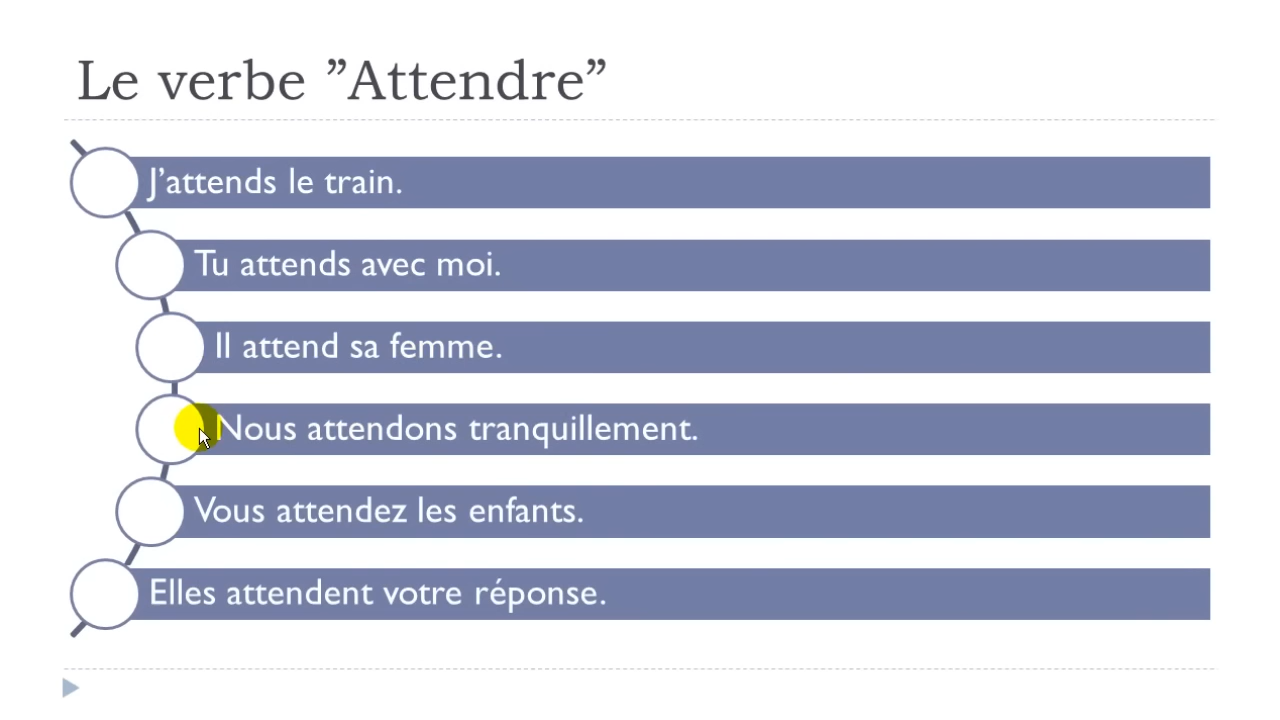 Le verbe ”Attendre”
J’attends le train.
Tu attends avec moi.
Il attend sa femme.
Nous attendons tranquillement.
Vous attendez les enfants.
Elles attendent votre réponse.